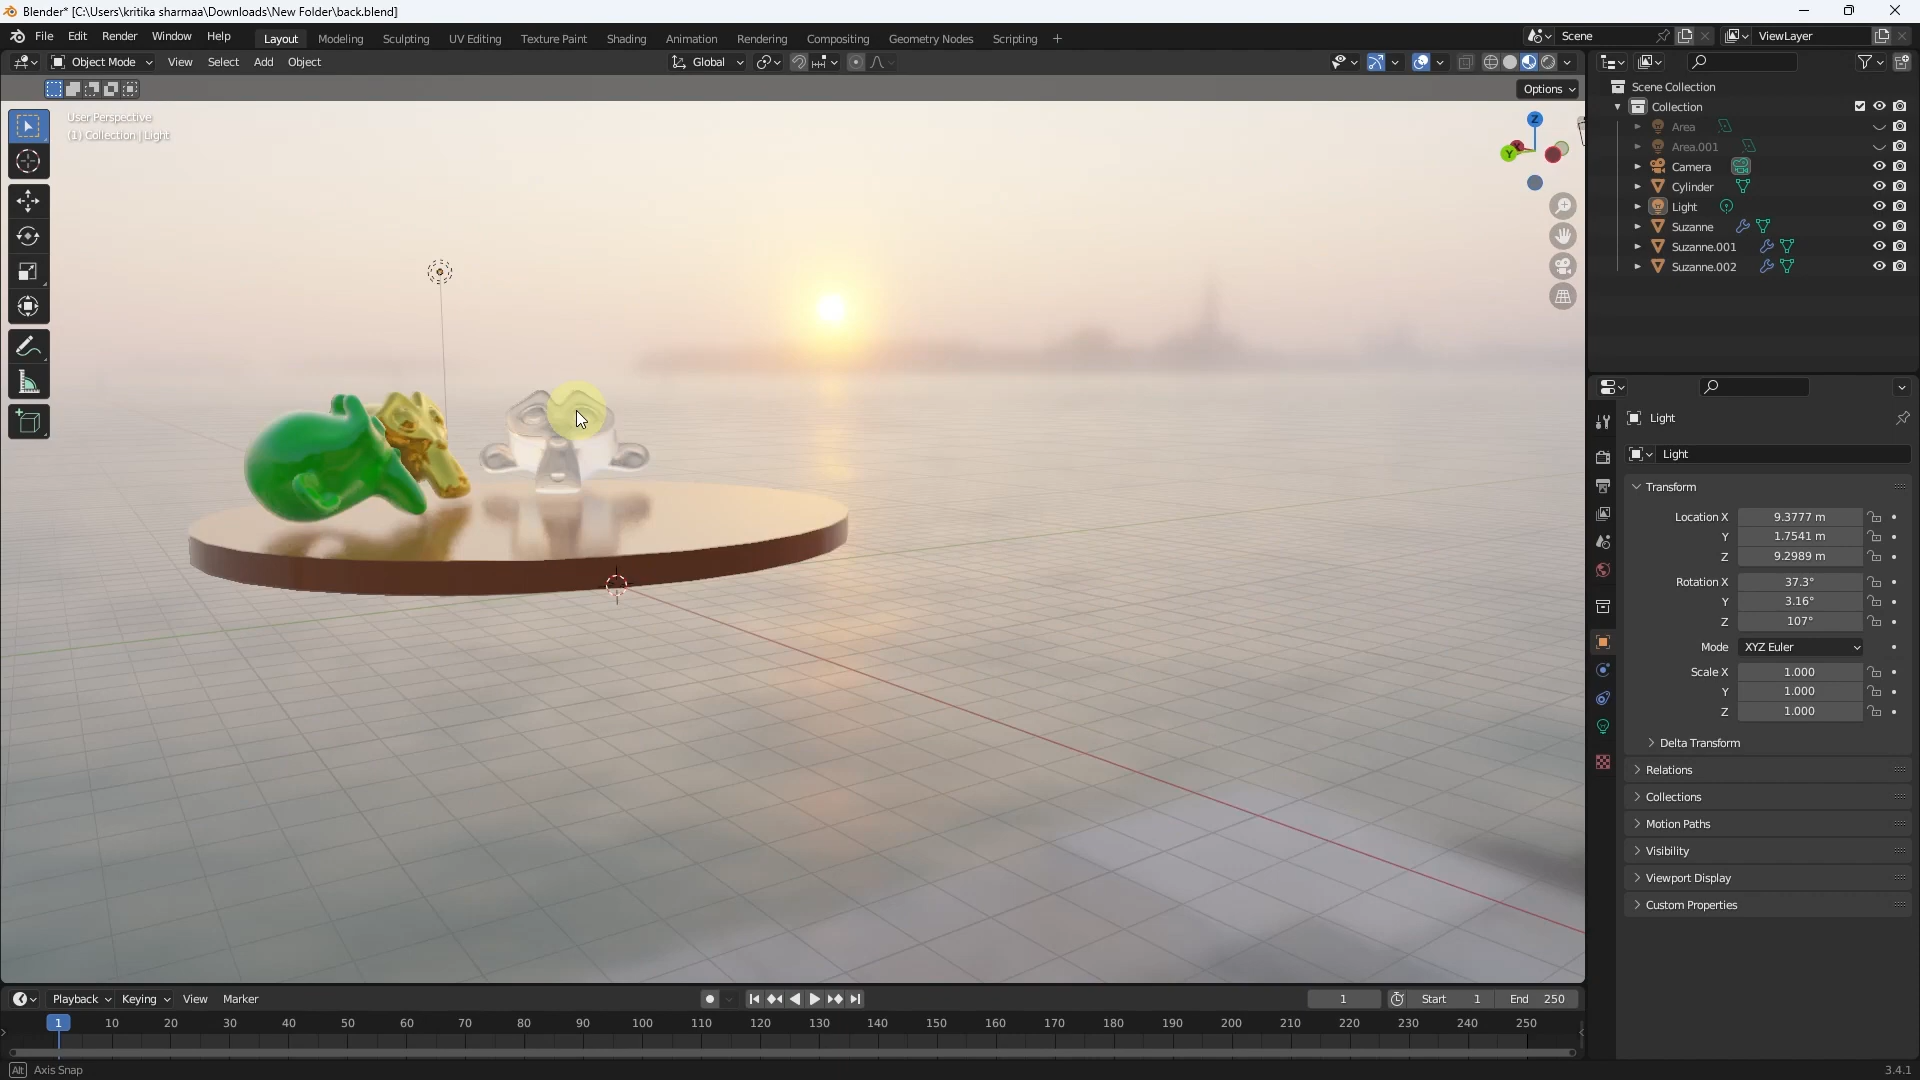 Blender* [C:\Users\kritika sharmaa\Downloads\New Folder\back.blend]
File Edit Render Window Help Layout Modeling Sculpting UV Editing Texture Paint Shading Animation Rendering Compositing Geometry Nodes Scripting + Scene ViewLayer
Object Mode View Select Add Object Global
Options
User Perspective
(1) Collection | Light
Z
Y
Scene Collection
Collection
Area
Area.001
Camera
Cylinder
Light
Suzanne
Suzanne.001
Suzanne.002
Light
Light
Transform
Location X 9.3777 m
Y 1.7541 m
Z 9.2989 m
Rotation X 37.3°
Y 3.16°
Z 107°
Mode XYZ Euler
Scale X 1.000
Y 1.000
Z 1.000
Delta Transform
Relations
Collections
Motion Paths
Visibility
Viewport Display
Custom Properties
Playback Keying View Marker 1 Start 1 End 250
1 10 20 30 40 50 60 70 80 90 100 110 120 130 140 150 160 170 180 190 200 210 220 230 240 250
Alt Axis Snap 3.4.1